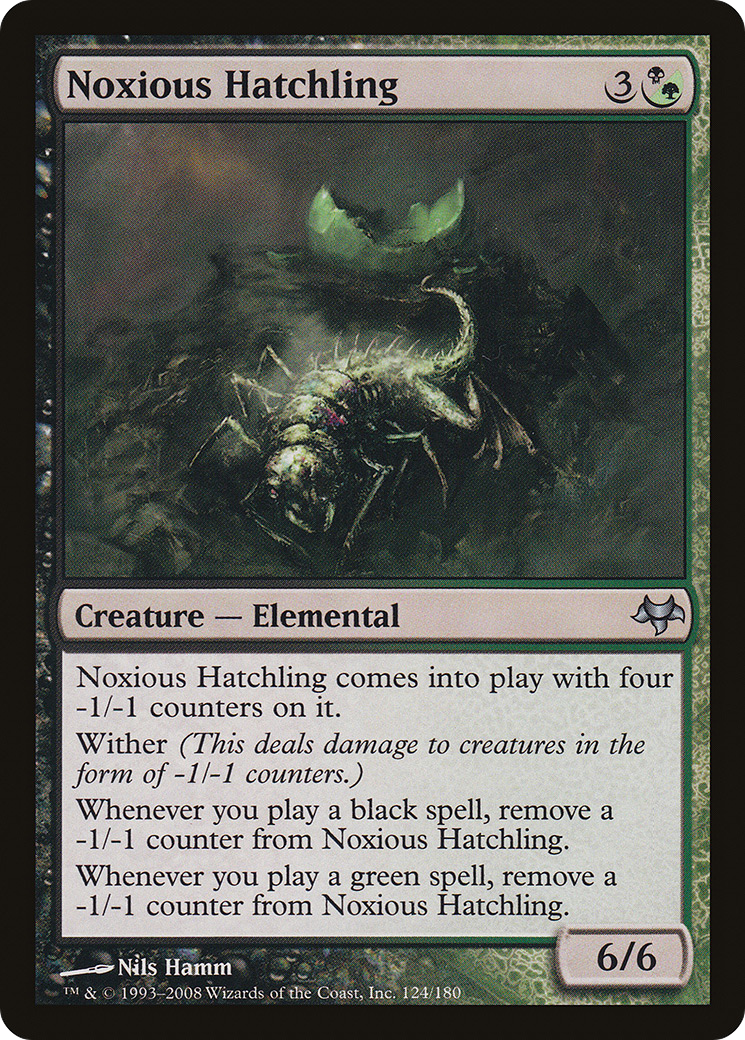 Noxious Hatchling 3
Creature — Elemental
Noxious Hatchling comes into play with four
-1/-1 counters on it.
Wither (This deals damage to creatures in the
form of -1/-1 counters.)
Whenever you play a black spell, remove a
-1/-1 counter from Noxious Hatchling.
Whenever you play a green spell, remove a
-1/-1 counter from Noxious Hatchling.
6/6
Nils Hamm
™ & © 1993–2008 Wizards of the Coast, Inc. 124/180